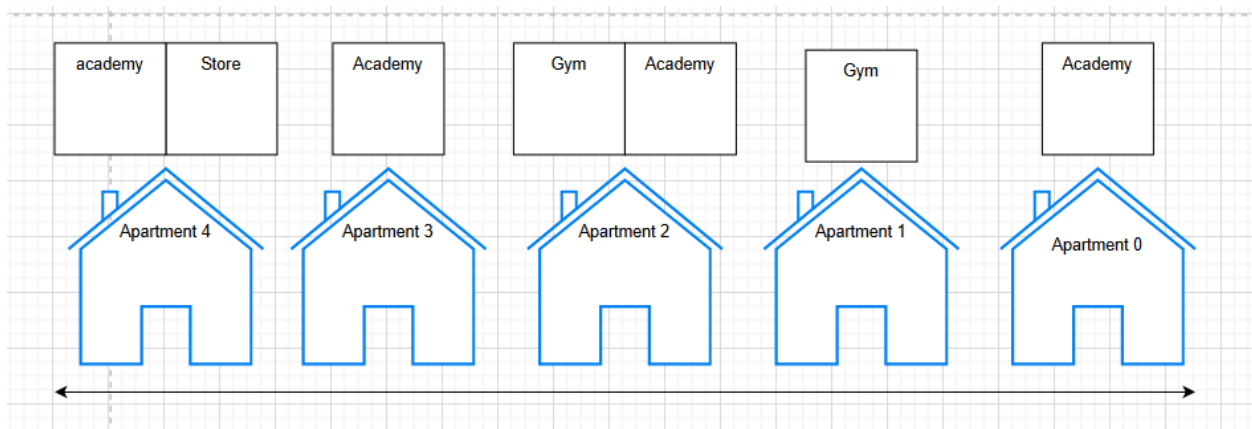 academy
Store
Academy
Gym
Academy
Gym
Academy
Apartment 4
Apartment 3
Apartment 2
Apartment 1
Apartment 0